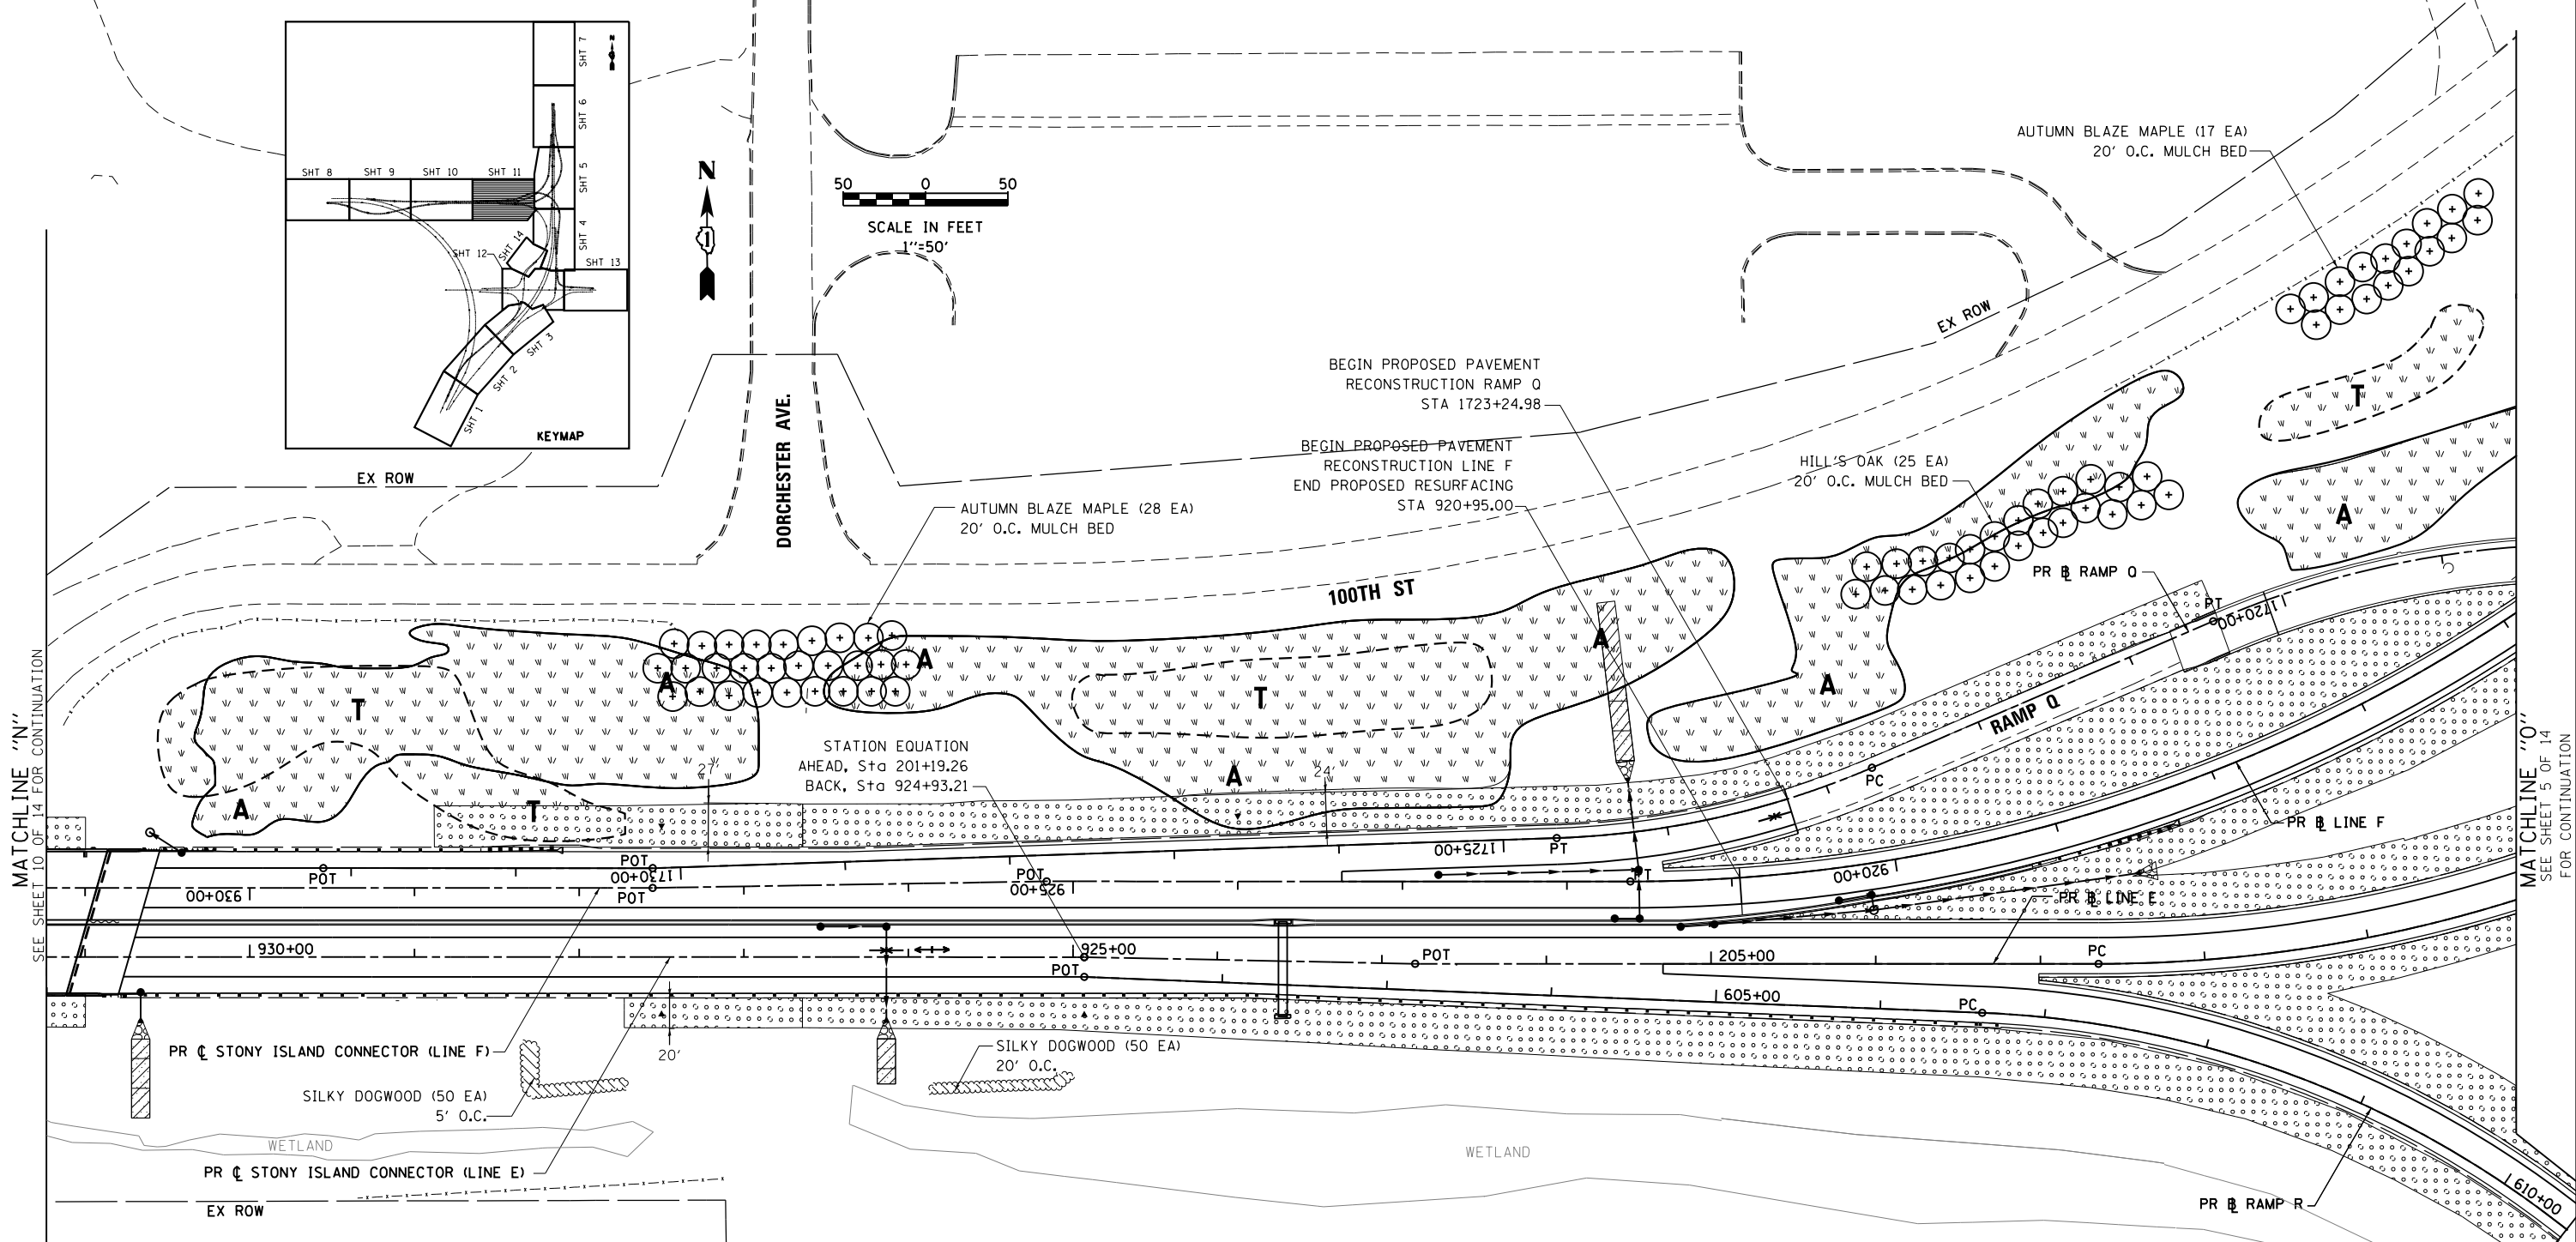 SHT 7
SHT 6
SHT 5
SHT 4
SHT 8
SHT 9
SHT 10
SHT 11
SHT 12
SHT 14
SHT 13
SHT 3
SHT 2
SHT 1
KEYMAP
N
50 0 50
SCALE IN FEET
1"=50'
AUTUMN BLAZE MAPLE (17 EA)
20' O.C. MULCH BED
EX ROW
BEGIN PROPOSED PAVEMENT
RECONSTRUCTION RAMP Q
STA 1723+24.98
BEGIN PROPOSED PAVEMENT
RECONSTRUCTION LINE F
END PROPOSED RESURFACING
STA 920+95.00
HILL'S OAK (25 EA)
20' O.C. MULCH BED
T
A
EX ROW
DORCHESTER AVE.
AUTUMN BLAZE MAPLE (28 EA)
20' O.C. MULCH BED
100TH ST
PR BL RAMP Q
PT
1720+00
A
A
A
A
T
T
A
RAMP Q
STATION EQUATION
AHEAD, Sta 201+19.26
BACK, Sta 924+93.21
27'
24'
A
A
T
PC
PR BL LINE F
MATCHLINE "N"
SEE SHEET 10 OF 14 FOR CONTINUATION
MATCHLINE "O"
SEE SHEET 5 OF 14
FOR CONTINUATION
POT
POT
1730+00
POT
POT
925+00
1725+00
PT
PT
920+00
930+00
PR BL LINE E
930+00
925+00
POT
POT
205+00
PC
605+00
PC
20'
PR CL STONY ISLAND CONNECTOR (LINE F)
SILKY DOGWOOD (50 EA)
5' O.C.
SILKY DOGWOOD (50 EA)
20' O.C.
WETLAND
WETLAND
PR CL STONY ISLAND CONNECTOR (LINE E)
EX ROW
PR BL RAMP R
610+00